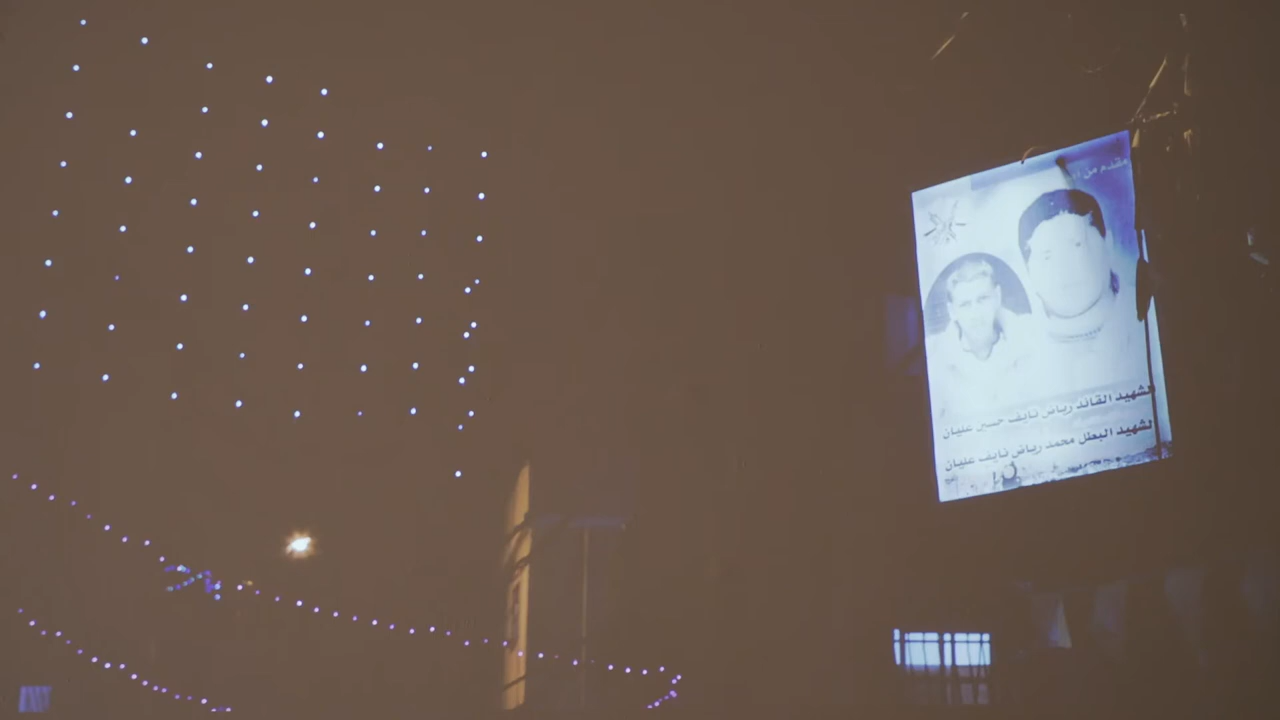 مقدم من
الشهيد القائد رياض نايف حسين عليان
الشهيد البطل محمد رياض نايف عليان